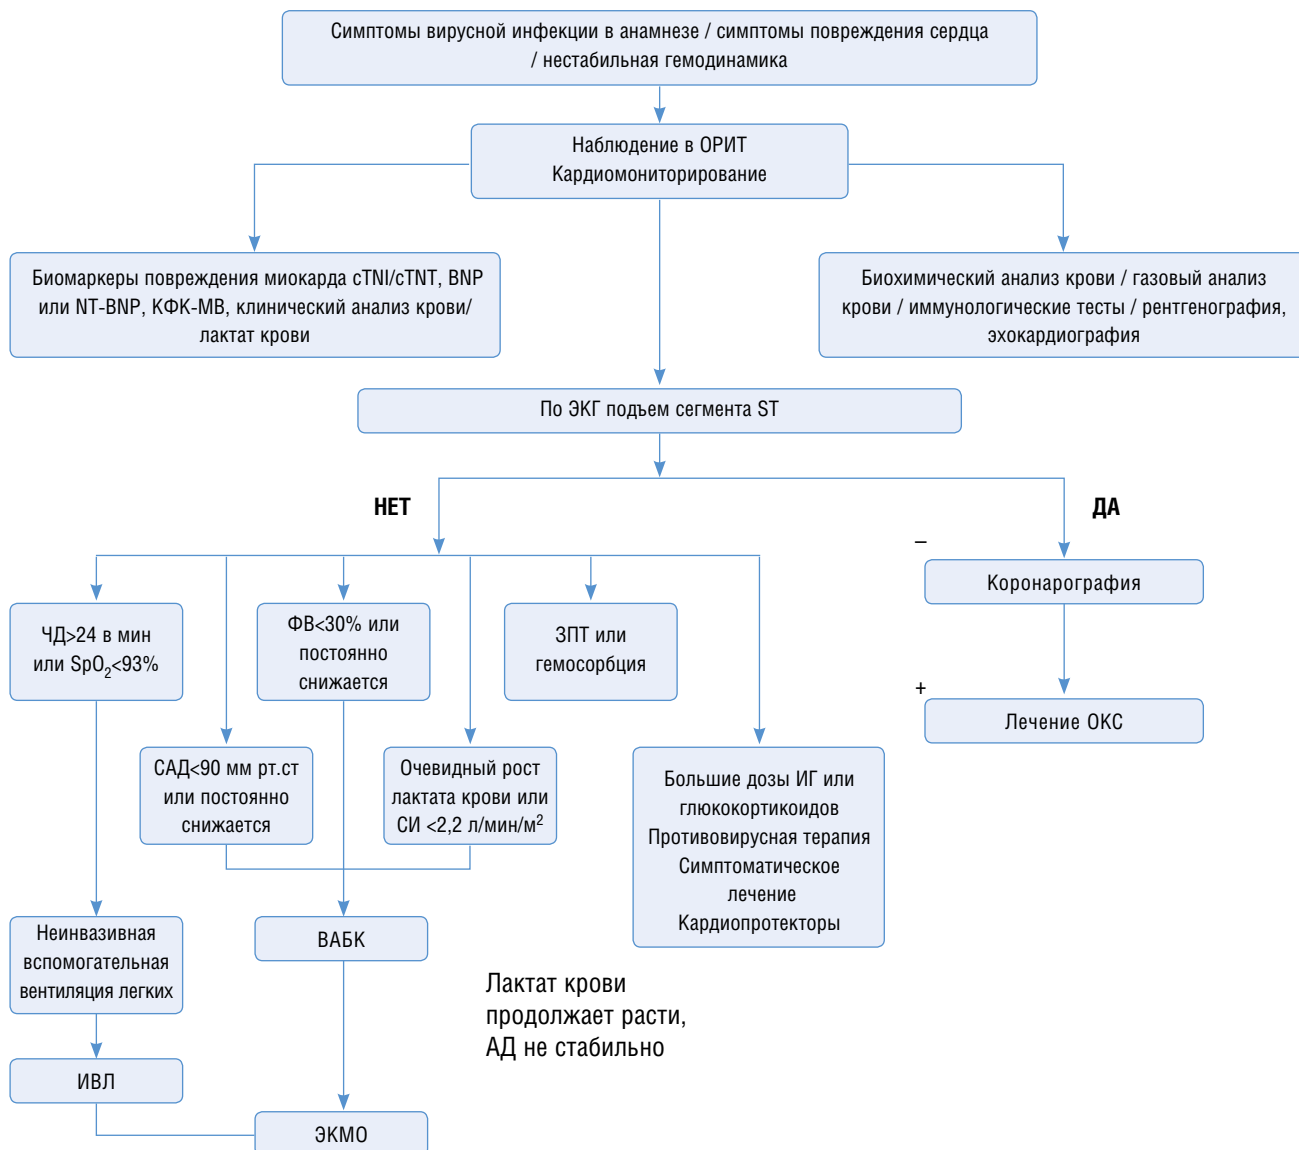 Симптомы вирусной инфекции в анамнезе / симптомы повреждения сердца
/ нестабильная гемодинамика
Наблюдение в ОРИТ
Кардиомониторирование
Биомаркеры повреждения миокарда cTNI/cTNT, BNP
или NT-BNP, КФК-МВ, клинический анализ крови/
лактат крови
Биохимический анализ крови / газовый анализ
крови / иммунологические тесты / рентгенография,
эхокардиография
По ЭКГ подъем сегмента ST
НЕТ
ДА
–
Коронарография
+
Лечение ОКС
ЧД>24 в мин
или SpO₂<93%
ФВ<30% или
постоянно
снижается
ЗПТ или
гемосорбция
САД<90 мм рт.ст
или постоянно
снижается
Очевидный рост
лактата крови или
СИ <2,2 л/мин/м²
Большие дозы ИГ или
глюкокортикоидов
Противовирусная терапия
Симптоматическое
лечение
Кардиопротекторы
Неинвазивная
вспомогательная
вентиляция легких
ВАБК
Лактат крови
продолжает расти,
АД не стабильно
ИВЛ
ЭКМО